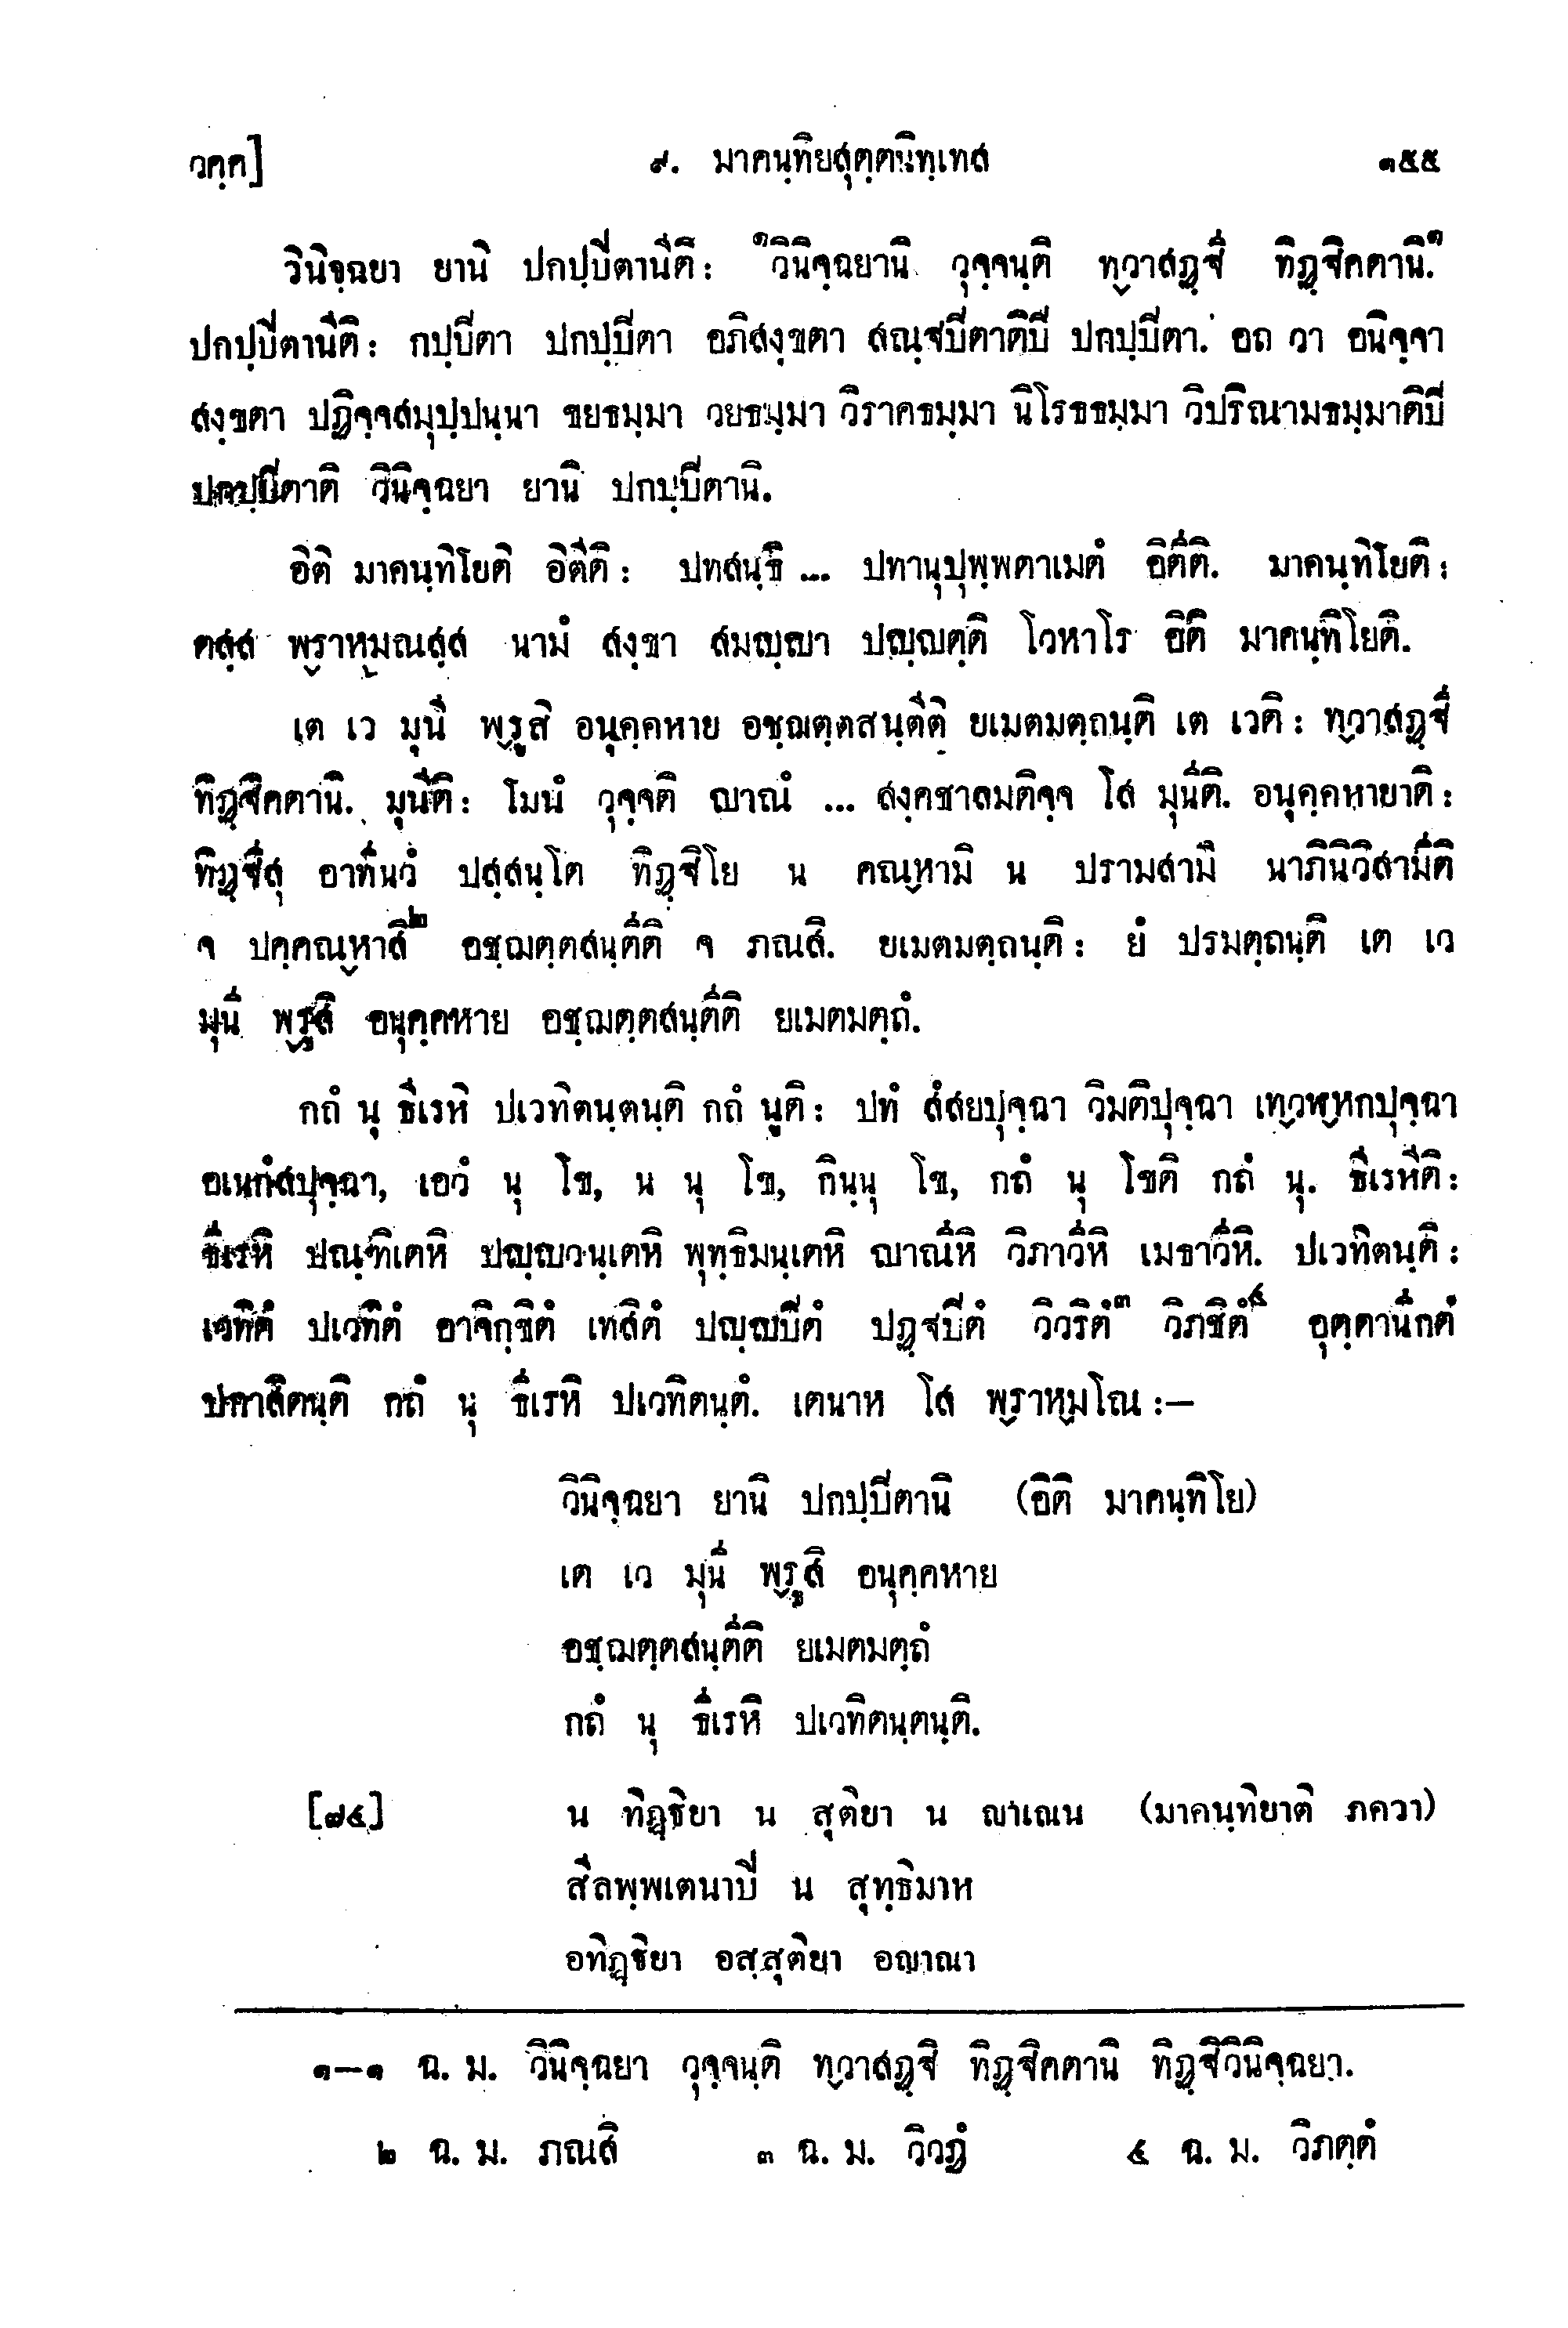 วคฺค] ๙. มาคนฺทิยสุตฺตนิทฺเทส ๑๕๕
วินิจฺฉยา ยานิ ปกปฺปิตานีติ: ๑วินิจฺฉยานิ วุจฺจนฺติ ทฺวาสฏฺฐี ทิฏฺฐิคตานิ.๑
ปกปฺปิตานีติ: กปฺปิตา ปกปฺปิตา อภิสงฺขตา สณฺฐปิตาติปิ ปกปฺปิตา. อถ วา อนิจฺจา
สงฺขตา ปฏิจฺจสมุปฺปนฺนา ขยธมฺมา วยธมฺมา วิราคธมฺมา นิโรธธมฺมา วิปริณามธมฺมาติปิ
ปกปฺปิตาติ วินิจฺฉยา ยานิ ปกปฺปิตานิ.
อิติ มาคนฺทิโยติ อิตีติ: ปทสนฺธิ ... ปทานุปุพฺพตาเมตํ อิตีติ. มาคนฺทิโยติ:
ตสฺส พฺราหฺมณสฺส นามํ สงฺขา สมญฺญา ปญฺญตฺติ โวหาโร อิติ มาคนฺทิโยติ.
เต เว มุนี พฺรูสิ อนุคฺคหาย อชฺฌตฺตสนฺตีติ ยเมตมตฺถนฺติ เต เวติ: ทฺวาสฏฺฐี
ทิฏฺฐิคตานิ. มุนีติ: โมนํ วุจฺจติ ญาณํ ... สงฺคชาลมติจฺจ โส มุนีติ. อนุคฺคหายาติ:
ทิฏฺฐีสุ อาทีนวํ ปสฺสนฺโต ทิฏฺฐิโย น คณฺหามิ น ปรามสามิ นาภินิวิสามีติ
จ ปคฺคณฺหาสิ๒ อชฺฌตฺตสนฺตีติ จ ภณสิ. ยเมตมตฺถนฺติ: ยํ ปรมตฺถนฺติ เต เว
มุนี พฺรูสิ อนุคฺคหาย อชฺฌตฺตสนฺตีติ ยเมตมตฺถํ.
กถํ นุ ธีเรหิ ปเวทิตนฺตนฺติ กถํ นูติ: ปทํ สํสยปุจฺฉา วิมติปุจฺฉา เทฺวฬฺหกปุจฺฉา
อเนกํสปุจฺฉา, เอวํ นุ โข, น นุ โข, กินฺนุ โข, กถํ นุ โขติ กถํ นุ. ธีเรหีติ:
ธีเรหิ ปณฺฑิเตหิ ปญฺญวนฺเตหิ พุทฺธิมนฺเตหิ ญาณีหิ วิภาวีหิ เมธาวีหิ. ปเวทิตนฺติ:
เวทิตํ ปเวทิตํ อาจิกฺขิตํ เทสิตํ ปญฺญปิตํ ปฏฺฐปิตํ วิวริตํ๓ วิภชิตํ๔ อุตฺตานีกตํ
ปกาสิตนฺติ กถํ นุ ธีเรหิ ปเวทิตนฺตํ. เตนาห โส พฺราหฺมโณ:—
วินิจฺฉยา ยานิ ปกปฺปิตานิ (อิติ มาคนฺทิโย)
เต เว มุนี พฺรูสิ อนุคฺคหาย
อชฺฌตฺตสนฺตีติ ยเมตมตฺถํ
กถํ นุ ธีเรหิ ปเวทิตนฺตนฺติ.
[๗๔] น ทิฏฺฐิยา น สุติยา น ญาเณน (มาคนฺทิยาติ ภควา)
สีลพฺพเตนาปิ น สุทฺธิมาห
อทิฏฺฐิยา อสฺสุติยา อญาณา
๑—๑ ฉ. ม. วินิจฺฉยา วุจฺจนฺติ ทฺวาสฏฺฐิ ทิฏฺฐิคตานิ ทิฏฺฐิวินิจฺฉยา.
๒ ฉ. ม. ภณสิ ๓ ฉ. ม. วิวฏํ ๔ ฉ. ม. วิภตฺตํ